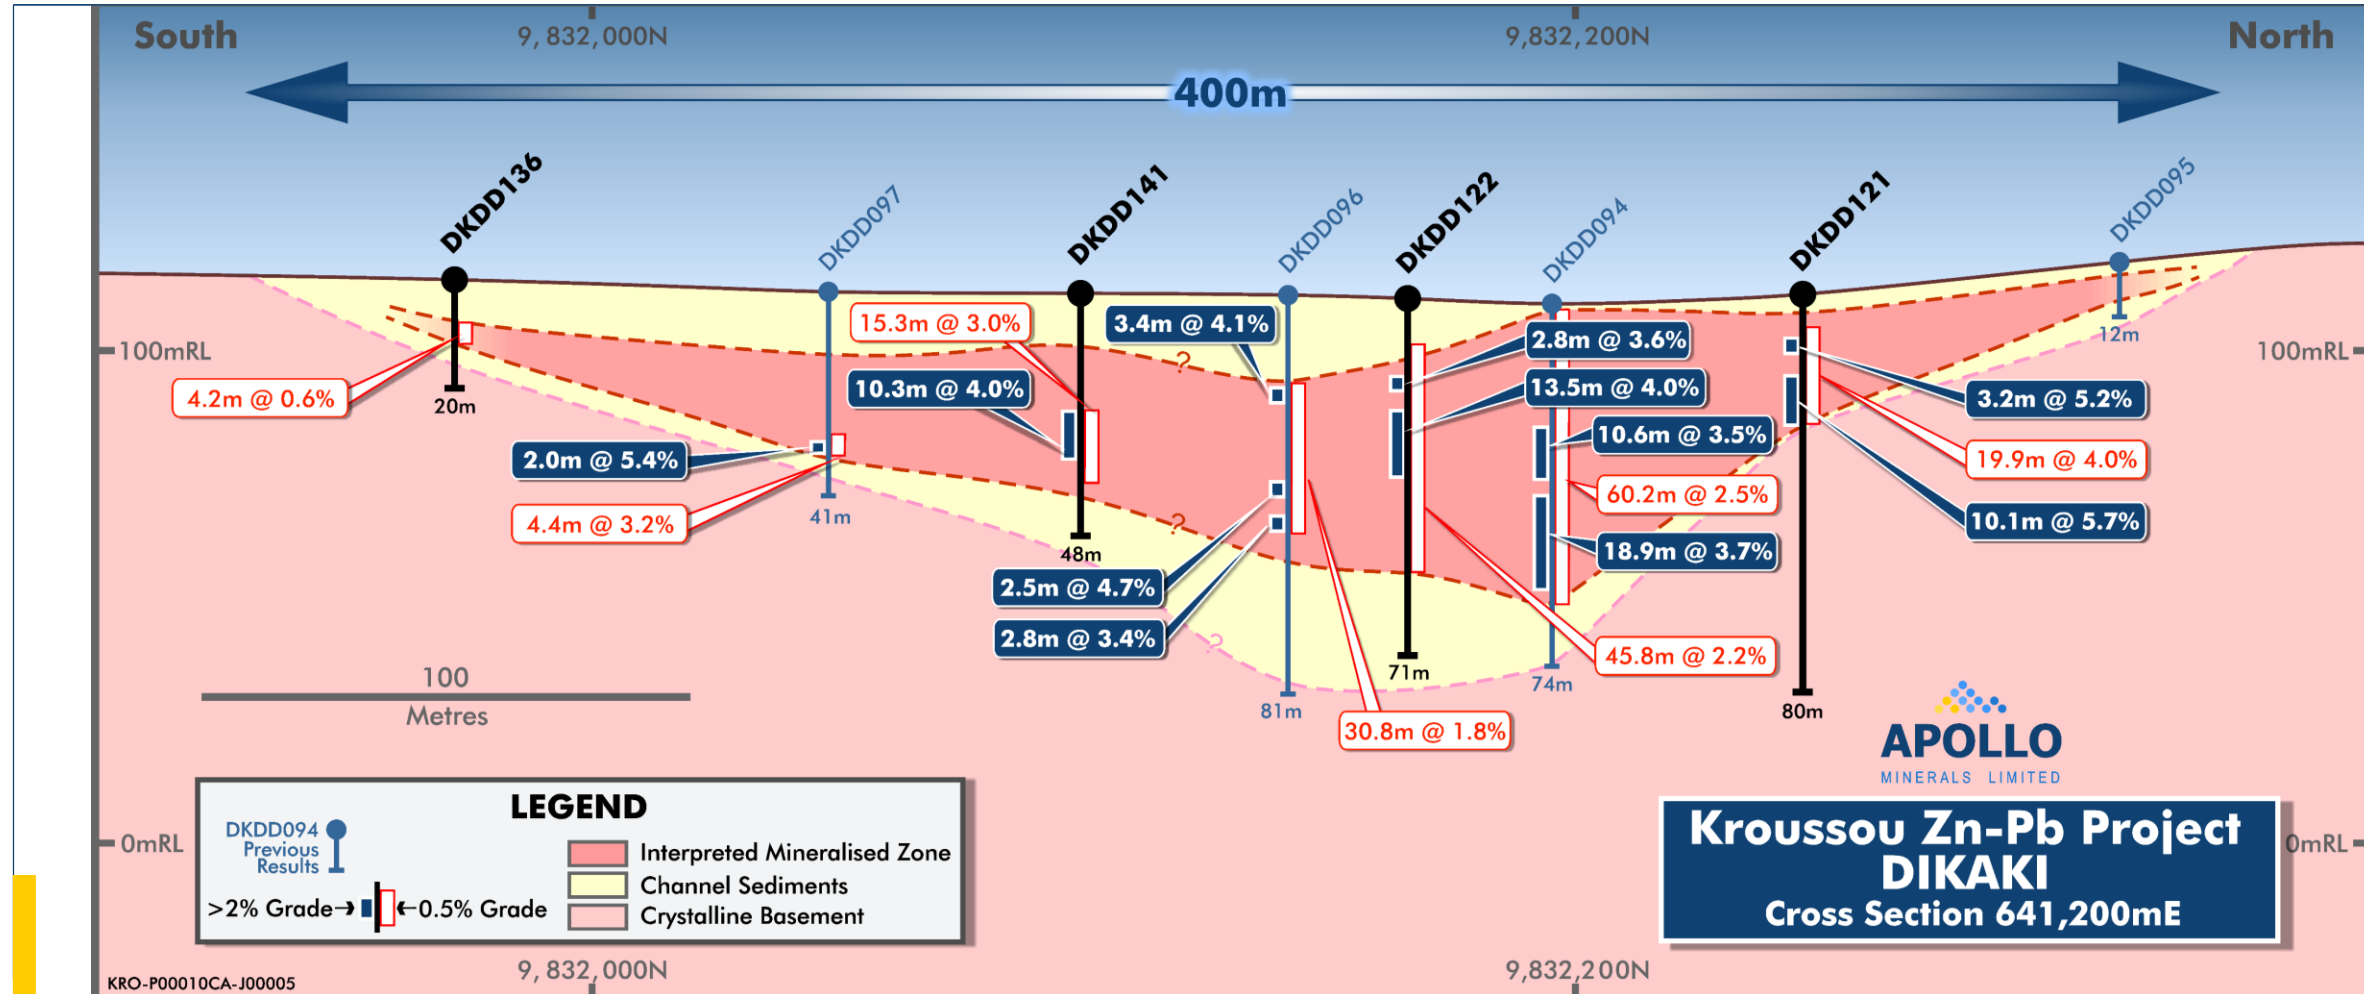 South
9, 832,000N
9,832,200N
North
400m
DKDD136
DKDD097
DKDD141
DKDD096
DKDD122
DKDD094
DKDD121
DKDD095
100mRL
100mRL
4.2m @ 0.6%
20m
2.0m @ 5.4%
4.4m @ 3.2%
41m
15.3m @ 3.0%
10.3m @ 4.0%
48m
3.4m @ 4.1%
2.5m @ 4.7%
2.8m @ 3.4%
81m
30.8m @ 1.8%
2.8m @ 3.6%
13.5m @ 4.0%
71m
45.8m @ 2.2%
10.6m @ 3.5%
60.2m @ 2.5%
18.9m @ 3.7%
74m
3.2m @ 5.2%
19.9m @ 4.0%
10.1m @ 5.7%
80m
12m
?
?
?
100
Metres
APOLLO
MINERALS LIMITED
0mRL
0mRL
LEGEND
DKDD094
Previous
Results
>2% Grade
0.5% Grade
Interpreted Mineralised Zone
Channel Sediments
Crystalline Basement
Kroussou Zn-Pb Project
DIKAKI
Cross Section 641,200mE
9, 832,000N
9,832,200N
KRO-P00010CA-J00005